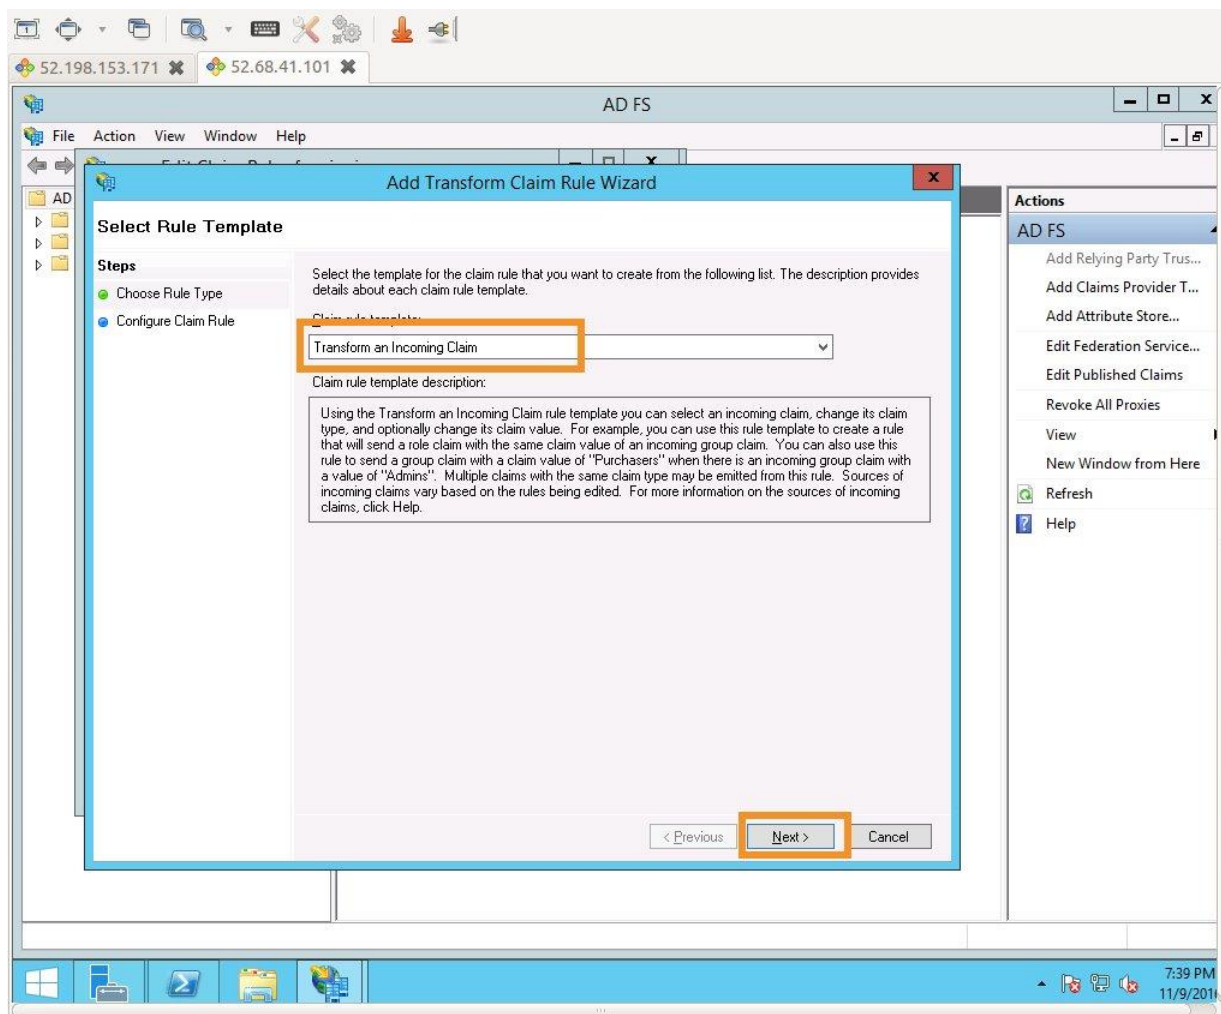 52.198.153.171
52.68.41.101
AD FS
File Action View Window Help
Add Transform Claim Rule Wizard
AD
Select Rule Template
Steps
Choose Rule Type
Configure Claim Rule
Select the template for the claim rule that you want to create from the following list. The description provides
details about each claim rule template.
Claim rule template:
Transform an Incoming Claim
Claim rule template description:
Using the Transform an Incoming Claim rule template you can select an incoming claim, change its claim
type, and optionally change its claim value. For example, you can use this rule template to create a rule
that will send a role claim with the same claim value of an incoming group claim. You can also use this
rule to send a group claim with a claim value of "Purchasers" when there is an incoming group claim with
a value of "Admins". Multiple claims with the same claim type may be emitted from this rule. Sources of
incoming claims vary based on the rules being edited. For more information on the sources of incoming
claims, click Help.
< Previous
Next >
Cancel
Actions
AD FS
Add Relying Party Trus...
Add Claims Provider T...
Add Attribute Store...
Edit Federation Service...
Edit Published Claims
Revoke All Proxies
View
New Window from Here
Refresh
Help
7:39 PM
11/9/201